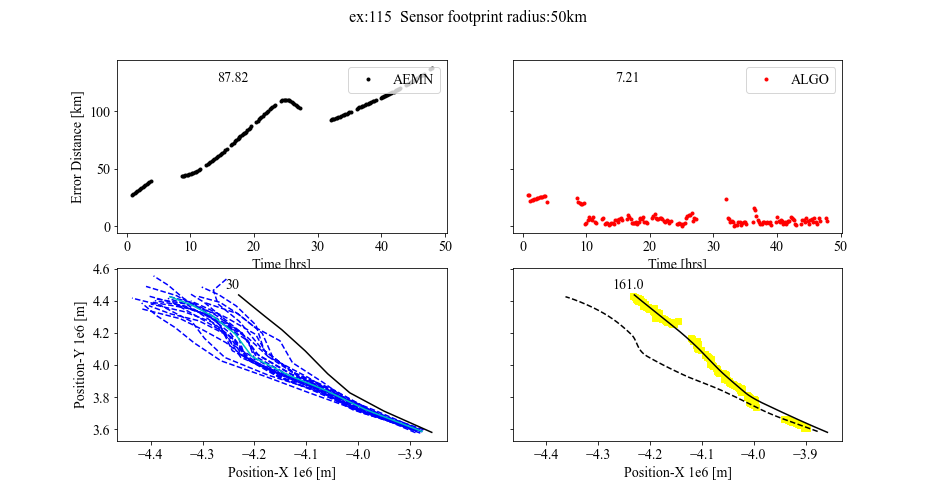 ex:115 Sensor footprint radius:50km
87.82
AEMN
7.21
ALGO
Error Distance [km]
100
50
0
0 10 20 30 40 50
0 10 20 30 40 50
Time [hrs]
Time [hrs]
30
161.0
Position-Y 1e6 [m]
4.6
4.4
4.2
4.0
3.8
3.6
−4.4 −4.3 −4.2 −4.1 −4.0 −3.9
−4.4 −4.3 −4.2 −4.1 −4.0 −3.9
Position-X 1e6 [m]
Position-X 1e6 [m]